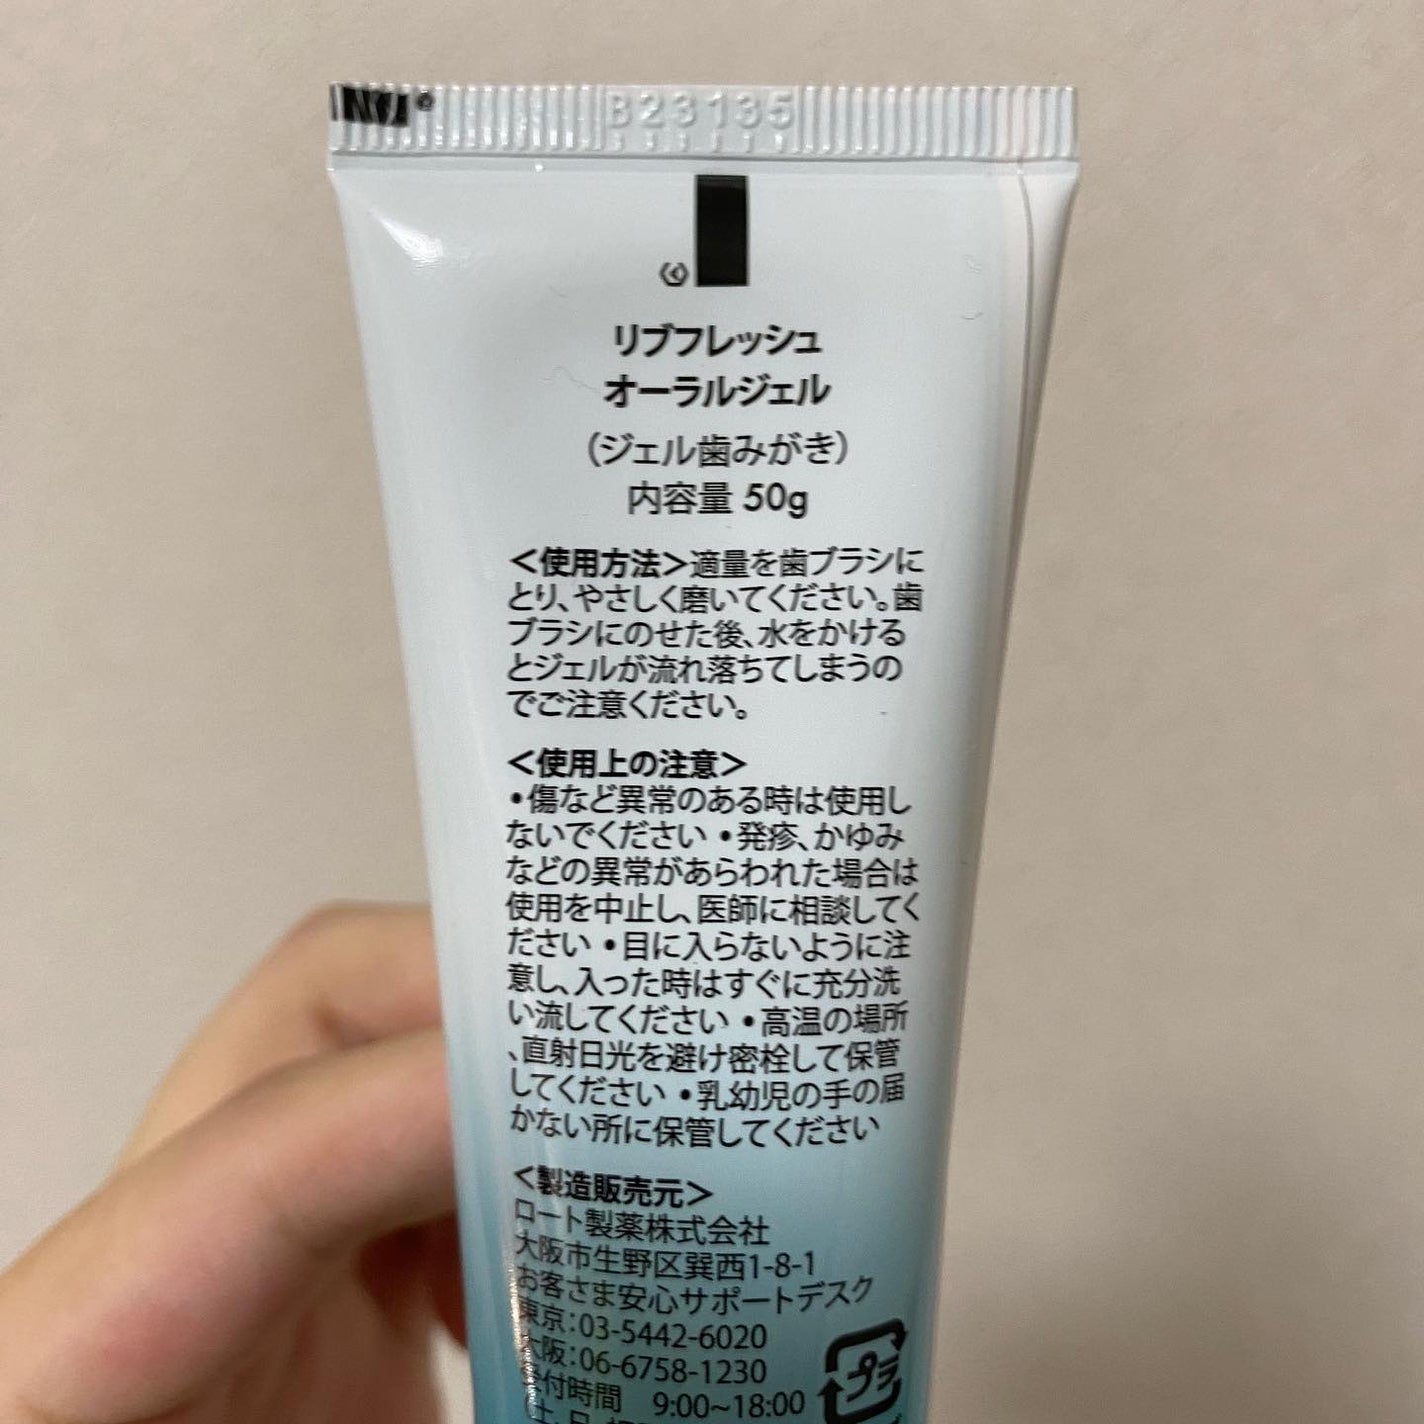 B23135
リブフレッシュ
オーラルジェル
（ジェル歯みがき）
内容量 50g
＜使用方法＞適量を歯ブラシに
とり、やさしく磨いてください。歯
ブラシにのせた後、水をかける
とジェルが流れ落ちてしまうの
でご注意ください。
＜使用上の注意＞
•傷など異常のある時は使用し
ないでください •発疹、かゆみ
などの異常があらわれた場合は
使用を中止し、医師に相談してく
ださい •目に入らないように注
意し、入った時はすぐに充分洗
い流してください •高温の場所
、直射日光を避け密栓して保管
してください •乳幼児の手の届
かない所に保管してください
＜製造販売元＞
ロート製薬株式会社
大阪市生野区巽西1-8-1
お客さま安心サポートデスク
東京：03-5442-6020
大阪：06-6758-1230
受付時間 9:00~18:00
プラ
（土、日、